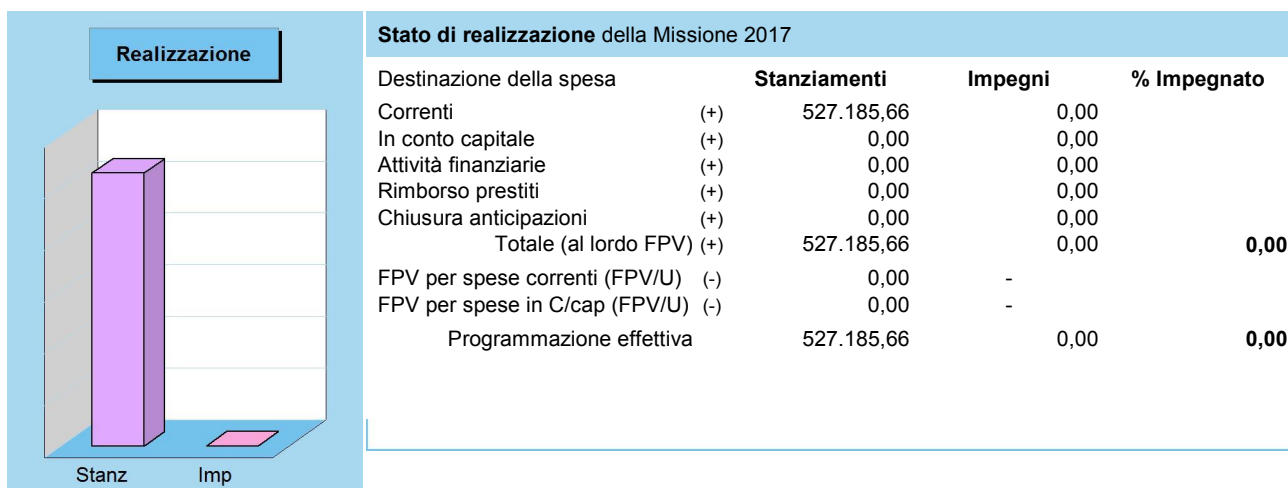 Realizzazione
Stanz Imp
Stato di realizzazione della Missione 2017
Destinazione della spesa Stanziamenti Impegni % Impegnato
Correnti (+) 527.185,66 0,00
In conto capitale (+) 0,00 0,00
Attività finanziarie (+) 0,00 0,00
Rimborso prestiti (+) 0,00 0,00
Chiusura anticipazioni (+) 0,00 0,00
Totale (al lordo FPV) (+) 527.185,66 0,00 0,00
FPV per spese correnti (FPV/U) (-) 0,00 -
FPV per spese in C/cap (FPV/U) (-) 0,00 -
Programmazione effettiva 527.185,66 0,00 0,00